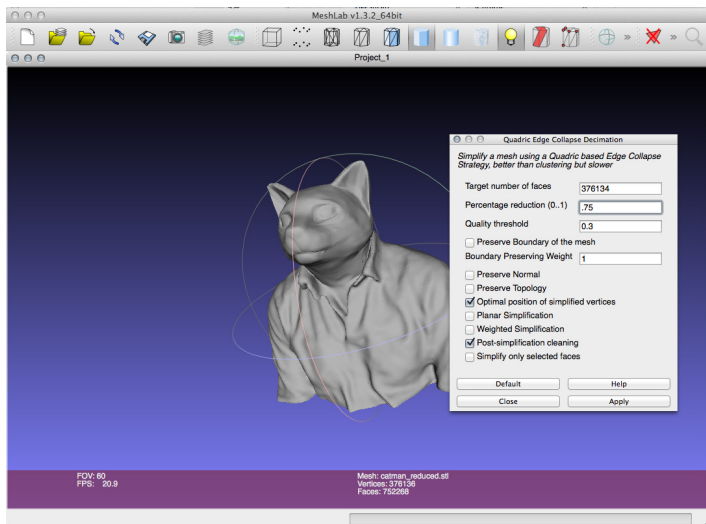 MeshLab v1.3.2_64bit
»
»
Project_1
Quadric Edge Collapse Decimation
Simplify a mesh using a Quadric based Edge Collapse
Strategy, better than clustering but slower
Target number of faces 376134
Percentage reduction (0..1) .75
Quality threshold 0.3
Preserve Boundary of the mesh
Boundary Preserving Weight 1
Preserve Normal
Preserve Topology
Optimal position of simplified vertices
Planar Simplification
Weighted Simplification
Post-simplification cleaning
Simplify only selected faces
Default Help
Close Apply
FOV: 60
FPS: 20.9
Mesh: catman_reduced.stl
Vertices: 376136
Faces: 752268